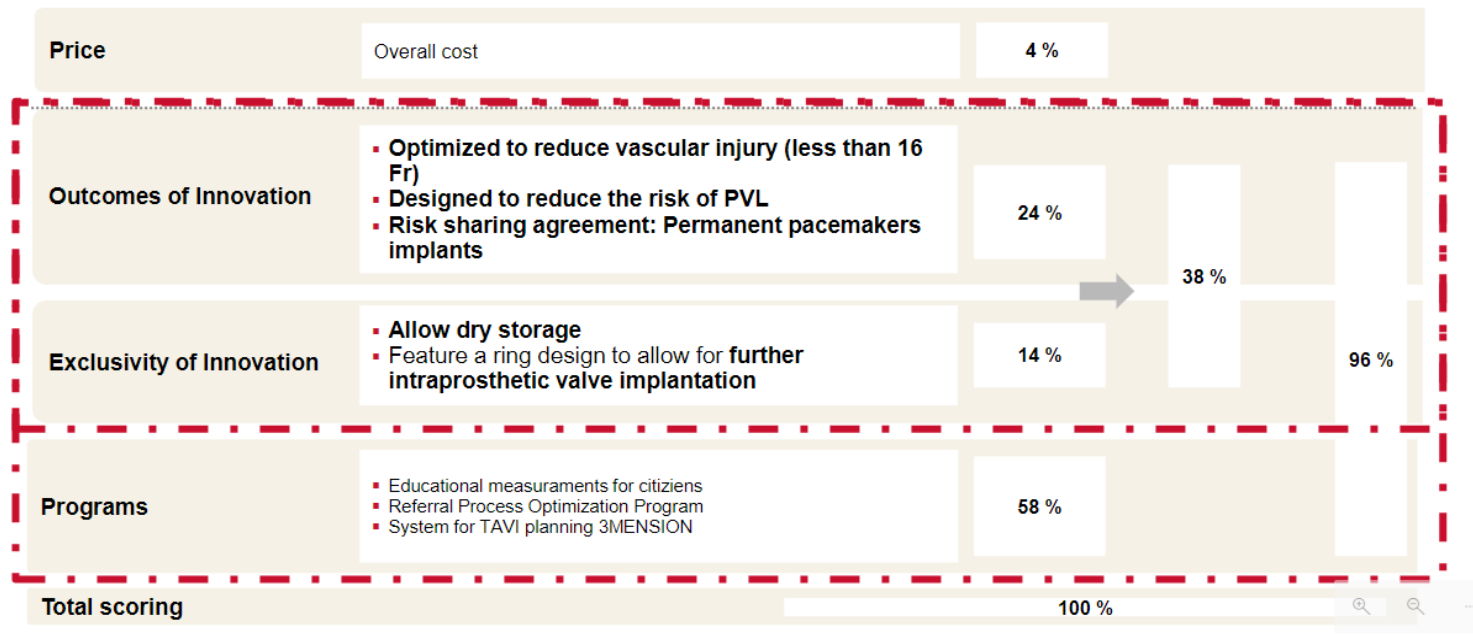 Price
Overall cost
4 %
Outcomes of Innovation
▪ Optimized to reduce vascular injury (less than 16
Fr)
▪ Designed to reduce the risk of PVL
▪ Risk sharing agreement: Permanent pacemakers
implants
24 %
38 %
Exclusivity of Innovation
▪ Allow dry storage
▪ Feature a ring design to allow for further
intraprosthetic valve implantation
14 %
96 %
Programs
▪ Educational measuraments for citiziens
▪ Referral Process Optimization Program
▪ System for TAVI planning 3MENSION
58 %
Total scoring
100 %